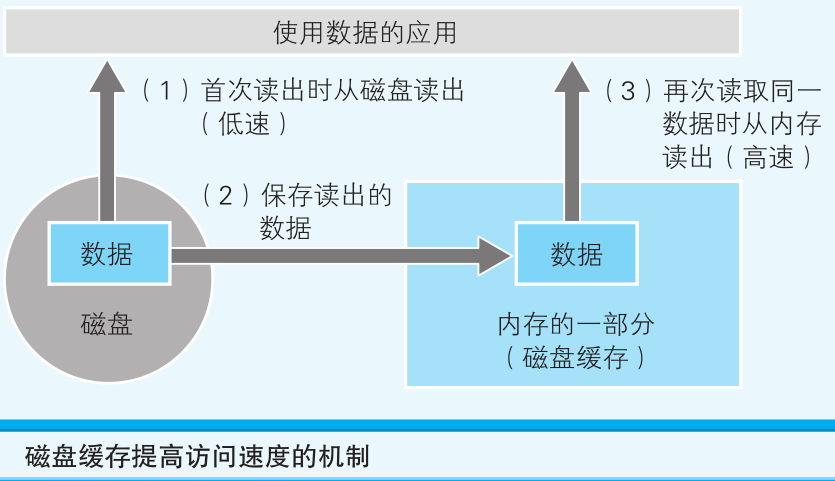 使用数据的应用
（1）首次读出时从磁盘读出
（低速）
（3）再次读取同一
数据时从内存
读出（高速）
（2）保存读出的
数据
数据
磁盘
数据
内存的一部分
（磁盘缓存）
磁盘缓存提高访问速度的机制